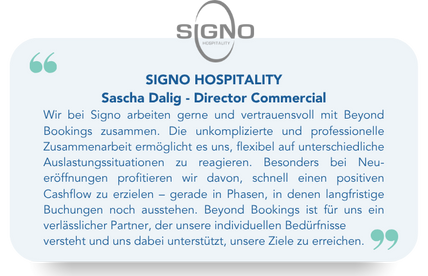 SIGNO
HOSPITALITY
SIGNO HOSPITALITY
Sascha Dalig - Director Commercial
Wir bei Signo arbeiten gerne und vertrauensvoll mit Beyond
Bookings zusammen. Die unkomplizierte und professionelle
Zusammenarbeit ermöglicht es uns, flexibel auf unterschiedliche
Auslastungssituationen zu reagieren. Besonders bei Neu-
eröffnungen profitieren wir davon, schnell einen positiven
Cashflow zu erzielen – gerade in Phasen, in denen langfristige
Buchungen noch ausstehen. Beyond Bookings ist für uns ein
verlässlicher Partner, der unsere individuellen Bedürfnisse
versteht und uns dabei unterstützt, unsere Ziele zu erreichen.